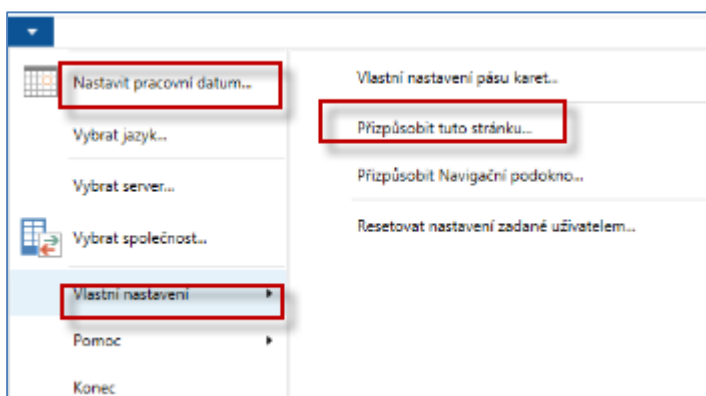 Nastavit pracovní datum...
Vybrat jazyk...
Vybrat server...
Vybrat společnost...
Vlastní nastavení
Pomoc
Konec
Vlastní nastavení pásu karet...
Přizpůsobit tuto stránku...
Přizpůsobit Navigační podokno...
Resetovat nastavení zadané uživatelem...